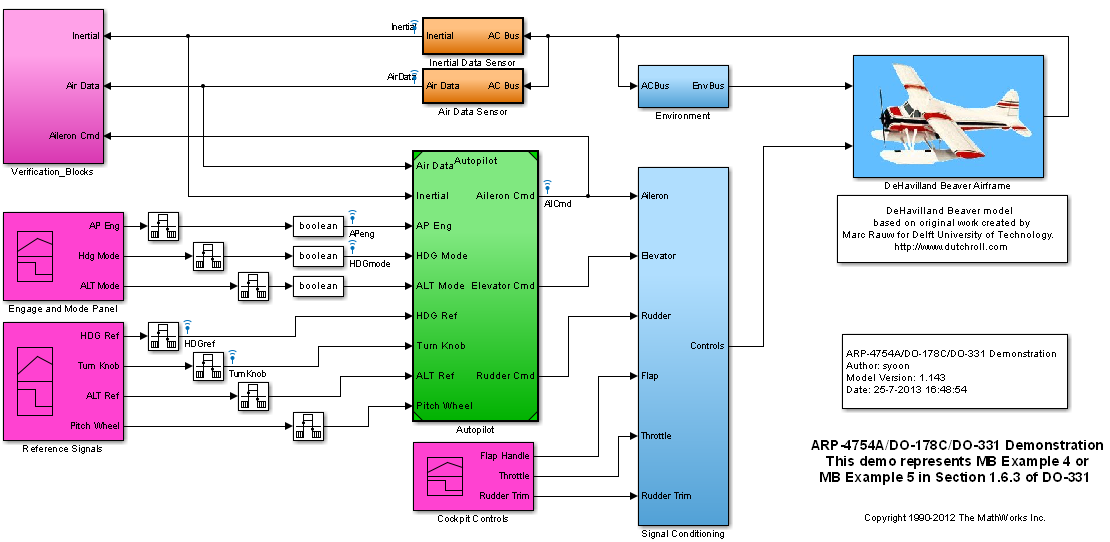 Inertial
Air Data
Aileron Cmd
Verification_Blocks
Inertial
Inertial
AC Bus
Inertial Data Sensor
AirData
Air Data
AC Bus
Air Data Sensor
ACBus
EnvBus
Environment
DeHavilland Beaver Airframe
DeHavilland Beaver model
based on original work created by
Marc Rauw for Delft University of Technology.
http://www.dutchroll.com
AP Eng
Hdg Mode
ALT Mode
Engage and Mode Panel
boolean
APeng
boolean
HDGmode
boolean
HDG Ref
Turn Knob
ALT Ref
Pitch Wheel
Reference Signals
HDGref
TurnKnob
Autopilot
Air Data
Inertial
AP Eng
HDG Mode
ALT Mode
HDG Ref
Turn Knob
ALT Ref
Pitch Wheel
Aileron Cmd
Elevator Cmd
Rudder Cmd
Autopilot
AilCmd
Flap Handle
Throttle
Rudder Trim
Cockpit Controls
Aileron
Elevator
Rudder
Flap
Throttle
Rudder Trim
Controls
Signal Conditioning
ARP-4754A/DO-178C/DO-331 Demonstration
Author: syoon
Model Version: 1.143
Date: 25-7-2013 16:48:54
ARP-4754A/DO-178C/DO-331 Demonstration
This demo represents MB Example 4 or
MB Example 5 in Section 1.6.3 of DO-331
Copyright 1990-2012 The MathWorks Inc.